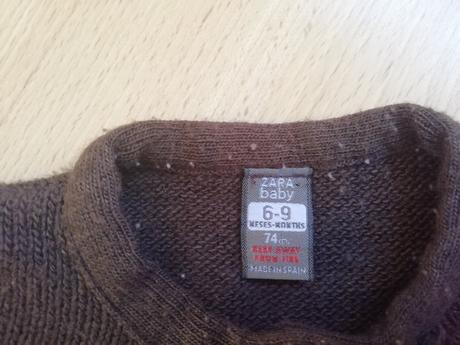 ZARA
baby
6-9
MESES-MONTHS
74cm.
KEEP AWAY
FROM FIRE
MADE IN SPAIN